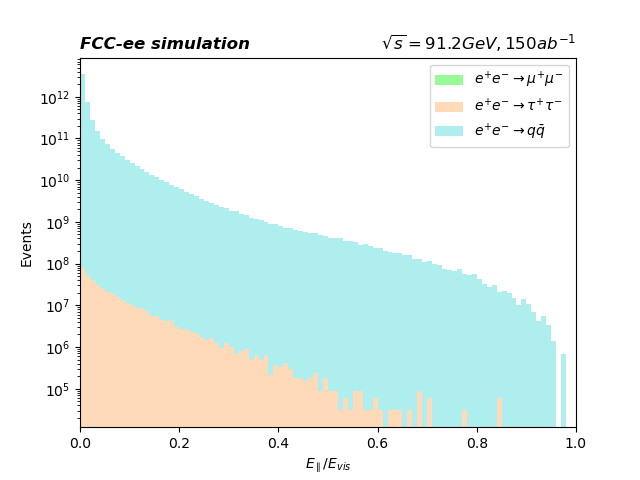 FCC-ee simulation √s = 91.2GeV, 150ab⁻¹
e⁺e⁻ → μ⁺μ⁻
e⁺e⁻ → τ⁺τ⁻
e⁺e⁻ → qq̄
Events
10¹²
10¹¹
10¹⁰
10⁹
10⁸
10⁷
10⁶
10⁵
0.0 0.2 0.4 0.6 0.8 1.0
E∥/Eᵥᵢₛ